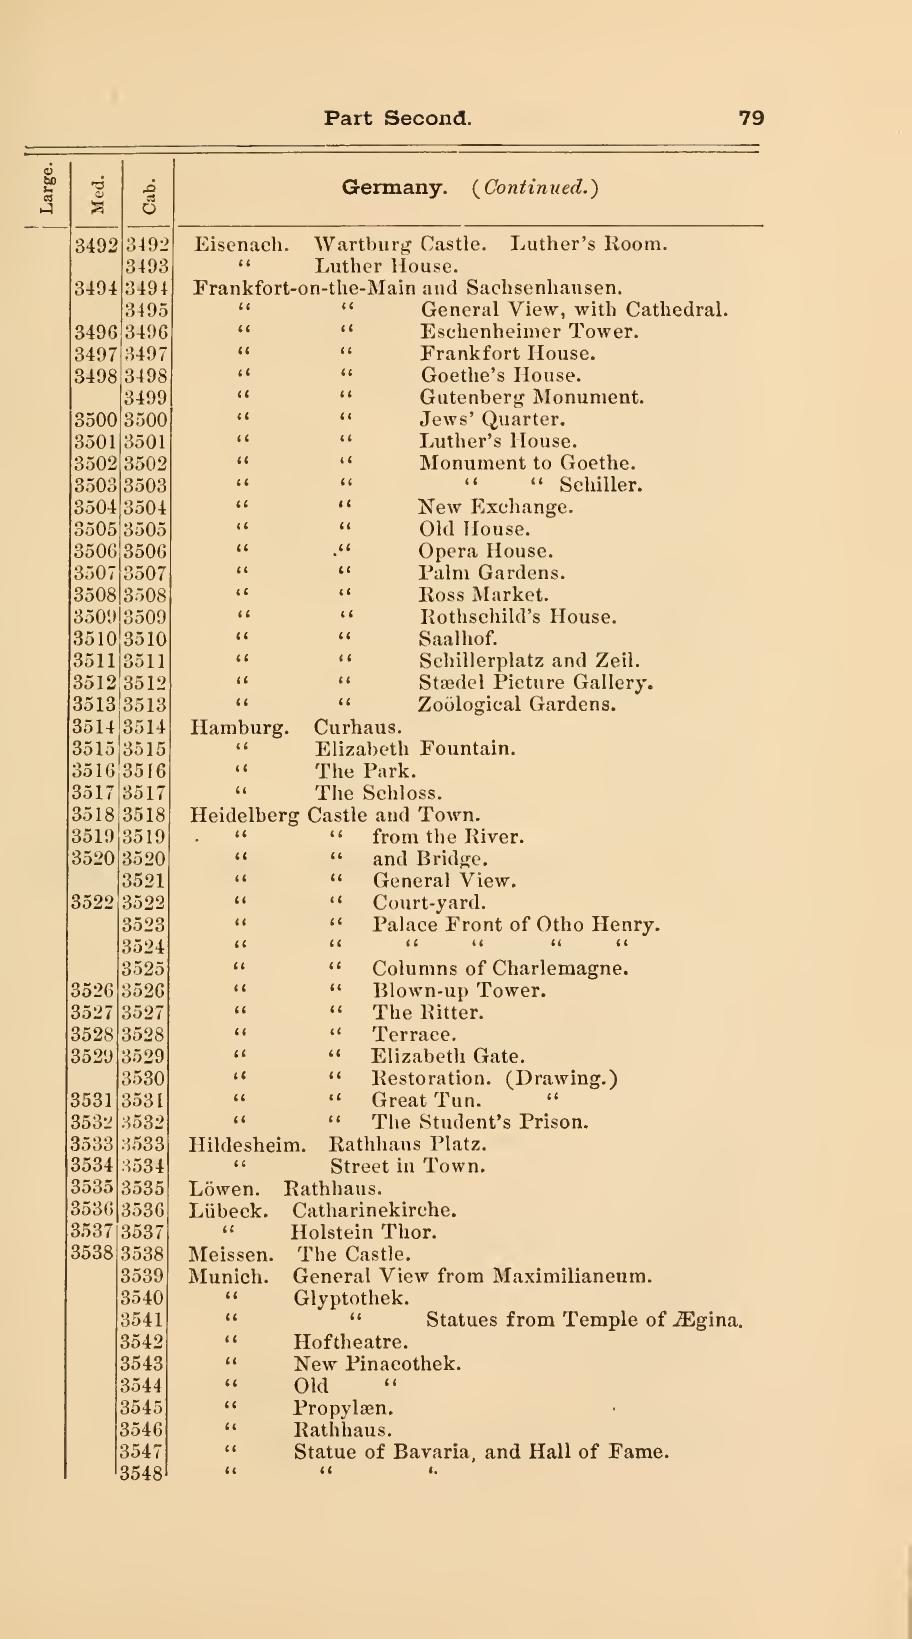 Part Second. 79
Large. Med. Cab. Germany. (Continued.)
3492 3492 Eisenach. Wartburg Castle. Luther's Room.
3493 “ Luther House.
3494 3494 Frankfort-on-the-Main and Sachsenhausen.
3495 “ “ General View, with Cathedral.
3496 3496 “ “ Eschenheimer Tower.
3497 3497 “ “ Frankfort House.
3498 3498 “ “ Goethe's House.
3499 “ “ Gutenberg Monument.
3500 3500 “ “ Jews' Quarter.
3501 3501 “ “ Luther's House.
3502 3502 “ “ Monument to Goethe.
3503 3503 “ “ “ “ Schiller.
3504 3504 “ “ New Exchange.
3505 3505 “ “ Old House.
3506 3506 “ “ Opera House.
3507 3507 “ “ Palm Gardens.
3508 3508 “ “ Ross Market.
3509 3509 “ “ Rothschild's House.
3510 3510 “ “ Saalhof.
3511 3511 “ “ Schillerplatz and Zeil.
3512 3512 “ “ Stædel Picture Gallery.
3513 3513 “ “ Zoölogical Gardens.
3514 3514 Hamburg. Curhaus.
3515 3515 “ Elizabeth Fountain.
3516 3516 “ The Park.
3517 3517 “ The Schloss.
3518 3518 Heidelberg Castle and Town.
3519 3519 “ “ from the River.
3520 3520 “ “ and Bridge.
3521 “ “ General View.
3522 3522 “ “ Court-yard.
3523 “ “ Palace Front of Otho Henry.
3524 “ “ “ “ “ “
3525 “ “ Columns of Charlemagne.
3526 3526 “ “ Blown-up Tower.
3527 3527 “ “ The Ritter.
3528 3528 “ “ Terrace.
3529 3529 “ “ Elizabeth Gate.
3530 “ “ Restoration. (Drawing.)
3531 3531 “ “ Great Tun. “
3532 3532 “ “ The Student's Prison.
3533 3533 Hildesheim. Rathhaus Platz.
3534 3534 “ Street in Town.
3535 3535 Löwen. Rathhaus.
3536 3536 Lübeck. Catharinekirche.
3537 3537 “ Holstein Thor.
3538 3538 Meissen. The Castle.
3539 Munich. General View from Maximilianeum.
3540 “ Glyptothek.
3541 “ “ Statues from Temple of Ægina.
3542 “ Hoftheatre.
3543 “ New Pinacothek.
3544 “ Old “
3545 “ Propylæn.
3546 “ Rathhaus.
3547 “ Statue of Bavaria, and Hall of Fame.
3548 “ “ “